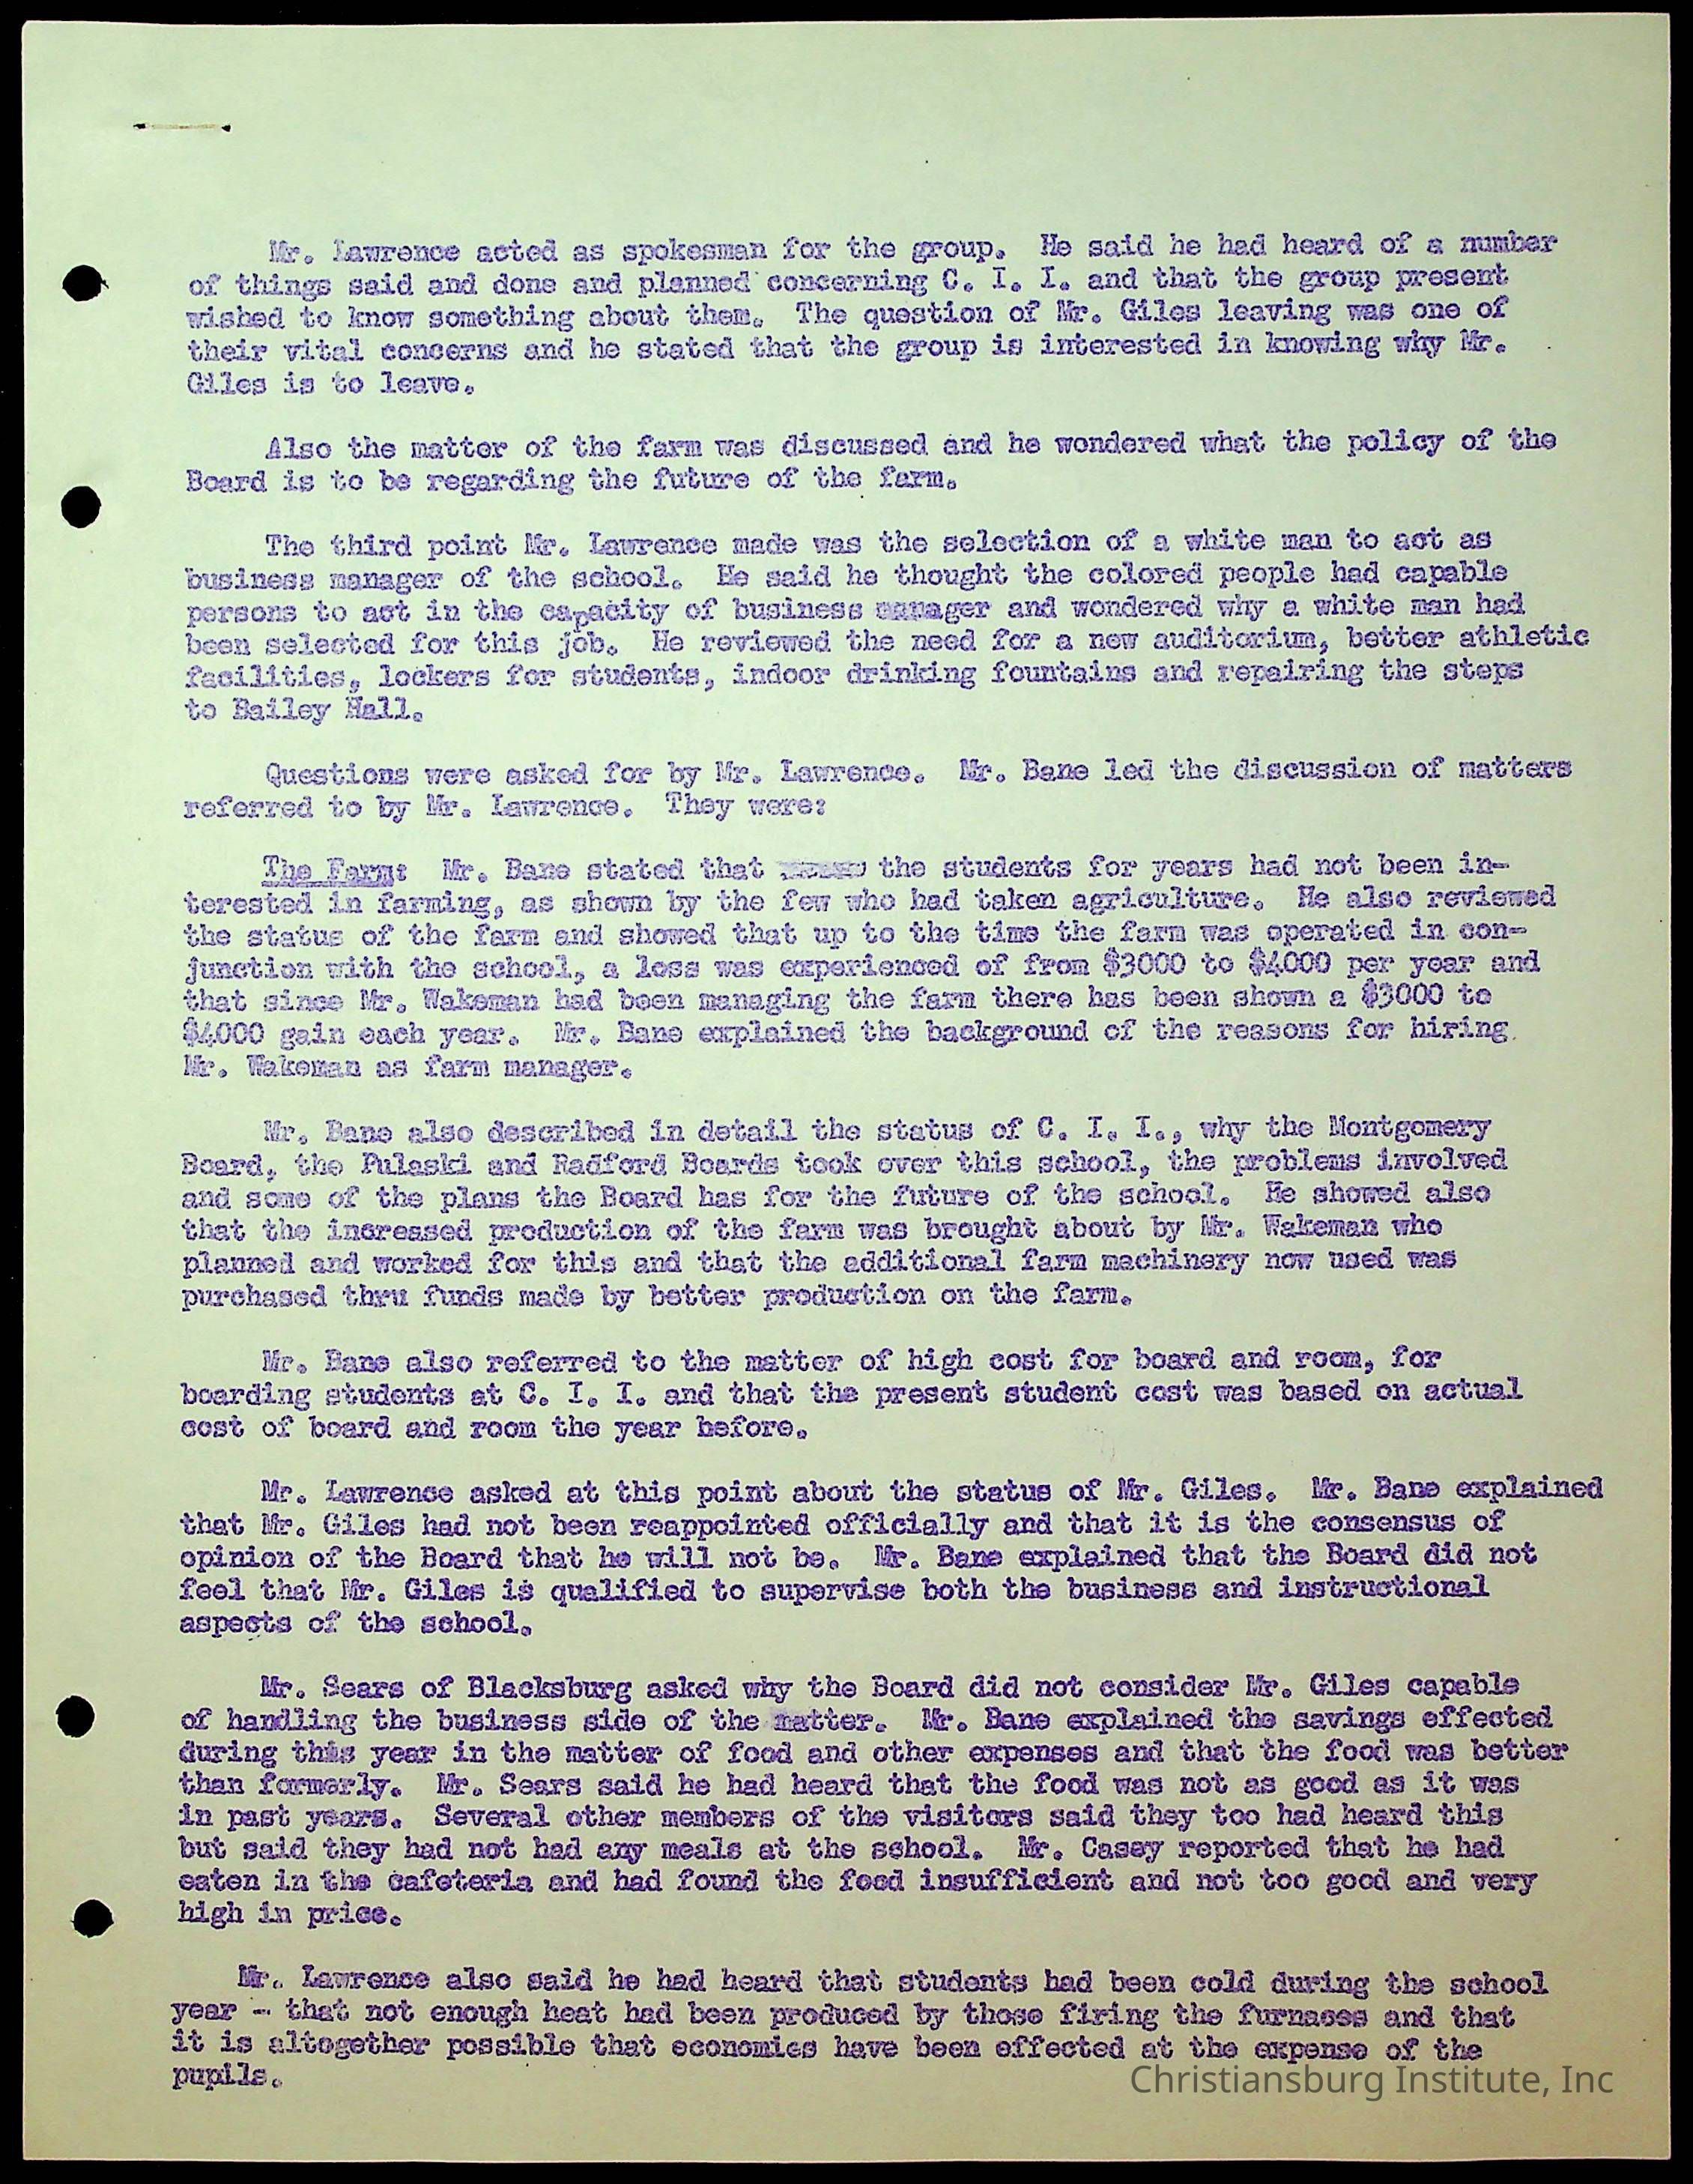 Mr. Lawrence acted as spokesman for the group. He said he had heard of a number
of things said and done and planned concerning C. I. I. and that the group present
wished to know something about them. The question of Mr. Giles leaving was one of
their vital concerns and he stated that the group is interested in knowing why Mr.
Giles is to leave.
Also the matter of the farm was discussed and he wondered what the policy of the
Board is to be regarding the future of the farm.
The third point Mr. Lawrence made was the selection of a white man to act as
business manager of the school. He said he thought the colored people had capable
persons to act in the capacity of business manager and wondered why a white man had
been selected for this job. He reviewed the need for a new auditorium, better athletic
facilities, lockers for students, indoor drinking fountains and repairing the steps
to Bailey Hall.
Questions were asked for by Mr. Lawrence. Mr. Bane led the discussion of matters
referred to by Mr. Lawrence. They were:
The Farm: Mr. Bane stated that the students for years had not been in-
terested in farming, as shown by the few who had taken agriculture. He also reviewed
the status of the farm and showed that up to the time the farm was operated in con-
junction with the school, a loss was experienced of from $3000 to $4000 per year and
that since Mr. Wakeman had been managing the farm there has been shown a $3000 to
$4000 gain each year. Mr. Bane explained the background of the reasons for hiring
Mr. Wakeman as farm manager.
Mr. Bane also described in detail the status of C. I. I., why the Montgomery
Board, the Pulaski and Radford Boards took over this school, the problems involved
and some of the plans the Board has for the future of the school. He showed also
that the increased production of the farm was brought about by Mr. Wakeman who
planned and worked for this and that the additional farm machinery now used was
purchased thru funds made by better production on the farm.
Mr. Bane also referred to the matter of high cost for board and room, for
boarding students at C. I. I. and that the present student cost was based on actual
cost of board and room the year before.
Mr. Lawrence asked at this point about the status of Mr. Giles. Mr. Bane explained
that Mr. Giles had not been reappointed officially and that it is the consensus of
opinion of the Board that he will not be. Mr. Bane explained that the Board did not
feel that Mr. Giles is qualified to supervise both the business and instructional
aspects of the school.
Mr. Sears of Blacksburg asked why the Board did not consider Mr. Giles capable
of handling the business side of the matter. Mr. Bane explained the savings effected
during this year in the matter of food and other expenses and that the food was better
than formerly. Mr. Sears said he had heard that the food was not as good as it was
in past years. Several other members of the visitors said they too had heard this
but said they had not had any meals at the school. Mr. Casey reported that he had
eaten in the cafeteria and had found the food insufficient and not too good and very
high in price.
Mr. Lawrence also said he had heard that students had been cold during the school
year - that not enough heat had been produced by those firing the furnaces and that
it is altogether possible that economies have been effected at the expense of the
pupils.
Christiansburg Institute, Inc